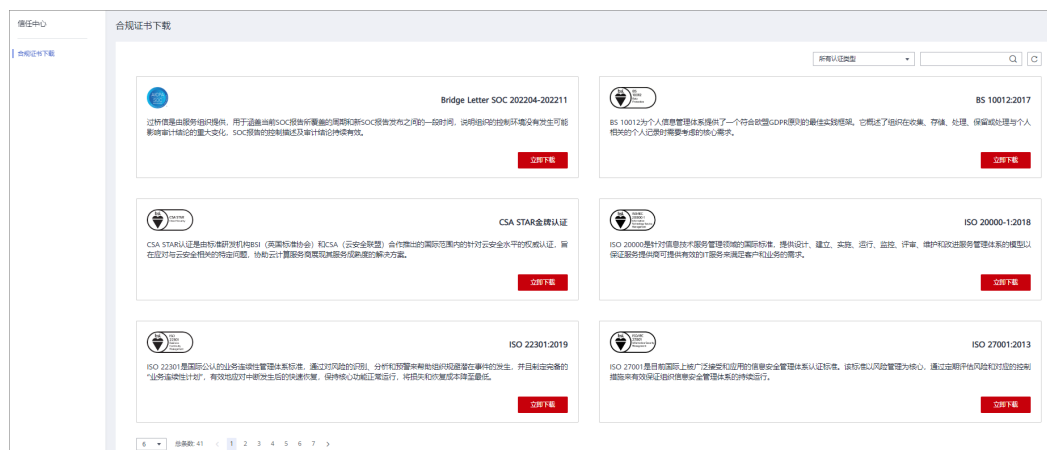 信任中心
合规证书下载
合规证书下载
所有认证类型
Bridge Letter SOC 202204-202211
过桥信是由服务组织提供，用于涵盖当前SOC报告所覆盖的周期和新SOC报告发布之间的一段时间，说明组织的控制环境没有发生可能
影响审计结论的重大变化，SOC报告的控制描述及审计结论持续有效。
立即下载
BS 10012:2017
BS 10012为个人信息管理体系提供了一个符合欧盟GDPR原则的最佳实践框架。它概述了组织在收集、存储、处理、保留或处理与个人
相关的个人记录时需要考虑的核心需求。
立即下载
CSA STAR金牌认证
CSA STAR认证是由标准研发机构BSI（英国标准协会）和CSA（云安全联盟）合作推出的国际范围内的针对云安全水平的权威认证，旨
在应对与云安全相关的特定问题，协助云计算服务商展现其服务成熟度的解决方案。
立即下载
ISO 20000-1:2018
ISO 20000是针对信息技术服务管理领域的国际标准，提供设计、建立、实施、运行、监控、评审、维护和改进服务管理体系的模型以
保证服务提供商可提供有效的IT服务来满足客户和业务的需求。
立即下载
ISO 22301:2019
ISO 22301是国际公认的业务连续性管理体系标准，通过对风险的识别、分析和预警来帮助组织规避潜在事件的发生，并且制定完备的
“业务连续性计划”，有效地应对中断发生后的快速恢复，保持核心功能正常运行，将损失和恢复成本降至最低。
立即下载
ISO 27001:2013
ISO 27001是目前国际上被广泛接受和应用的信息安全管理体系认证标准。该标准以风险管理为核心，通过定期评估风险和对应的控制
措施来有效保证组织信息安全管理体系的持续运行。
立即下载
6 总条数: 41 < 1 2 3 4 5 6 7 >